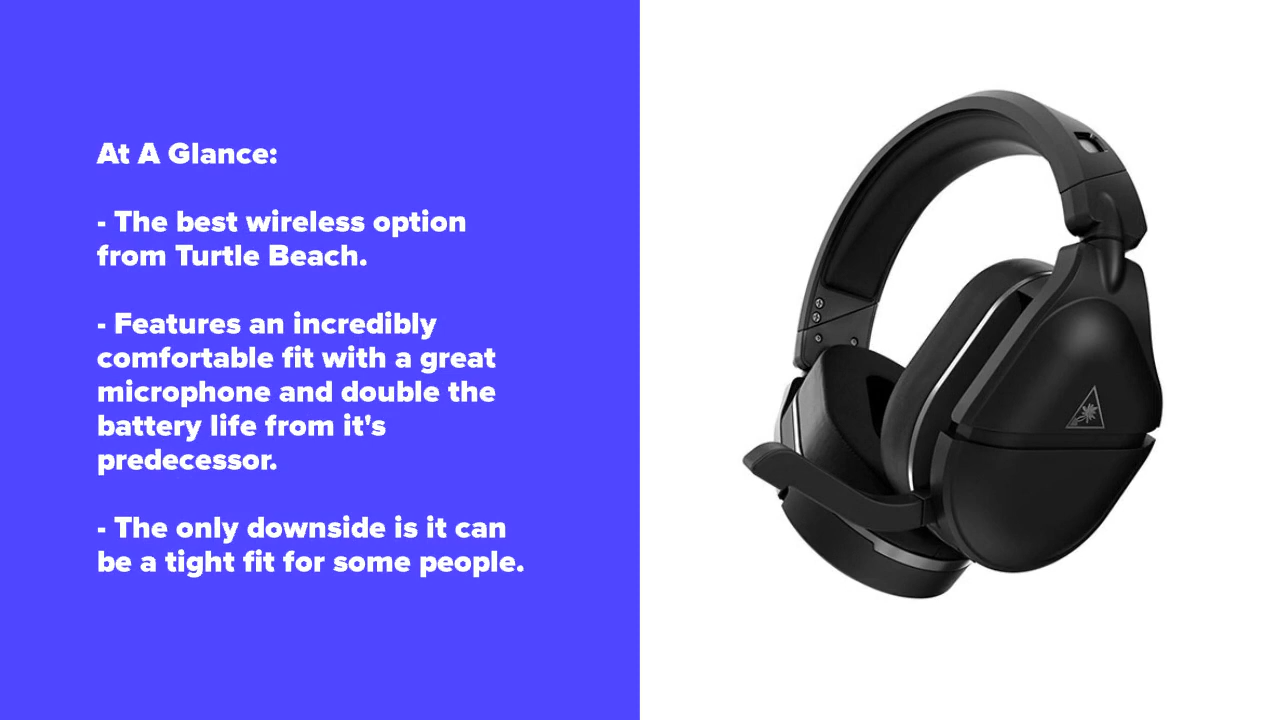 At A Glance:
- The best wireless option
from Turtle Beach.
- Features an incredibly
comfortable fit with a great
microphone and double the
battery life from it's
predecessor.
- The only downside is it can
be a tight fit for some people.